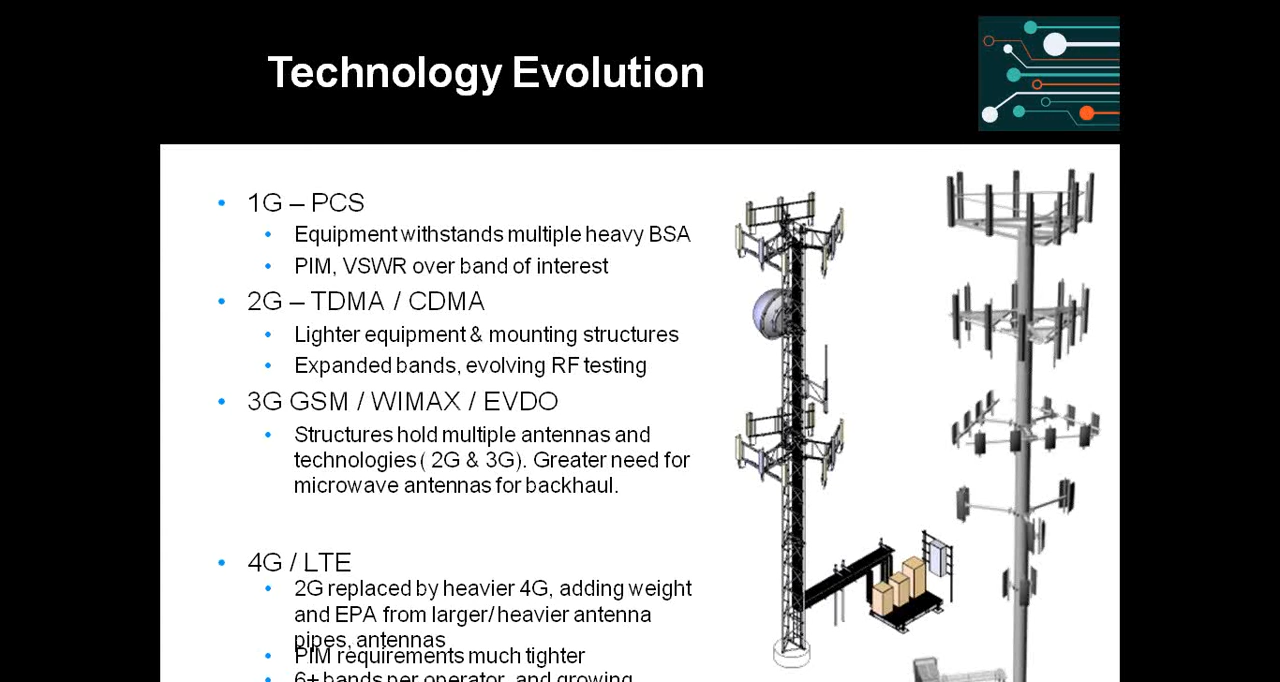 Technology Evolution
• 1G – PCS
• Equipment withstands multiple heavy BSA
• PIM, VSWR over band of interest
• 2G – TDMA / CDMA
• Lighter equipment & mounting structures
• Expanded bands, evolving RF testing
• 3G GSM / WIMAX / EVDO
• Structures hold multiple antennas and
technologies ( 2G & 3G). Greater need for
microwave antennas for backhaul.
• 4G / LTE
• 2G replaced by heavier 4G, adding weight
and EPA from larger/heavier antenna
pipes, antennas
• PIM requirements much tighter
• 6+ bands per operator, and growing